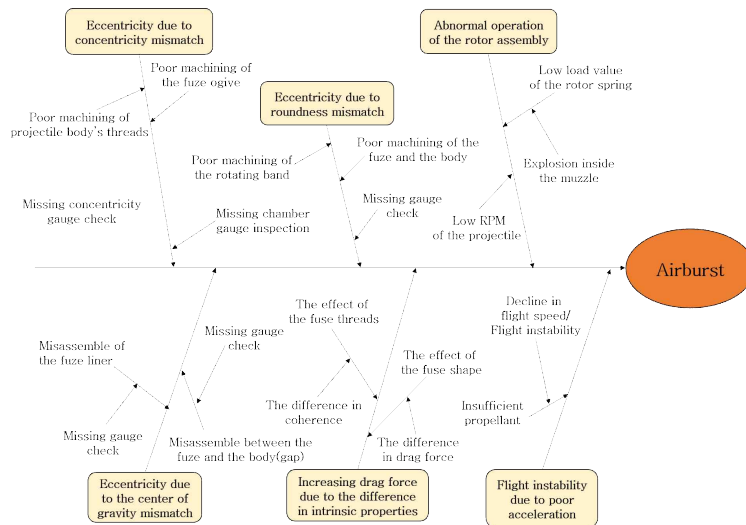 Eccentricity due to
concentricity mismatch
Abnormal operation
of the rotor assembly
Poor machining of
the fuze ogive
Low load value
of the rotor spring
Eccentricity due to
roundness mismatch
Poor machining of
projectile body's threads
Poor machining of the
fuze and the body
Poor machining of
the rotating band
Explosion inside
the muzzle
Missing concentricity
gauge check
Missing chamber
gauge inspection
Missing gauge
check
Low RPM
of the projectile
Airburst
The effect of
the fuse threads
Decline in
flight speed/
Flight instability
Missing gauge
check
Misassemble of
the fuze liner
The effect of
the fuse shape
The difference in
coherence
Insufficient
propellant
Missing gauge
check
Misassemble between the
fuze and the body(gap)
The difference
in drag force
Eccentricity due
to the center of
gravity mismatch
Increasing drag force
due to the difference
in intrinsic properties
Flight instability
due to poor
acceleration